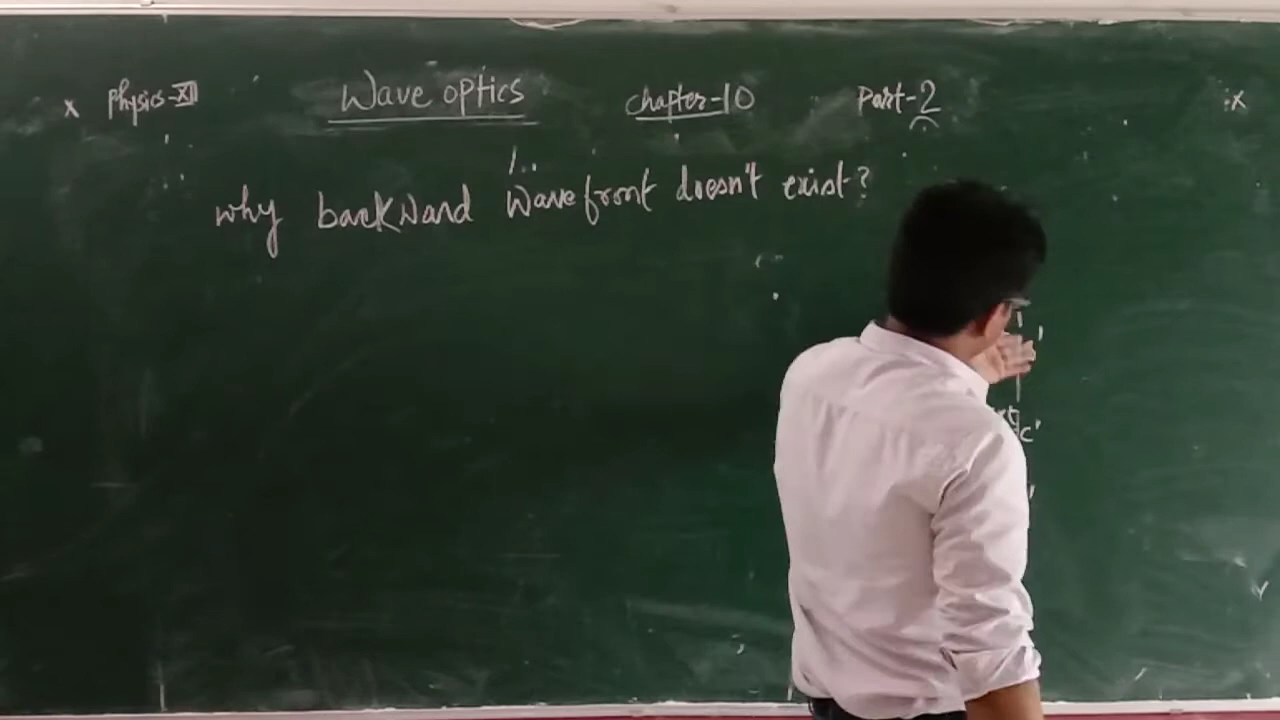 x Physics-XII Wave optics chapter-10 Part-2 x
why backward wavefront doesn't exist?
c'